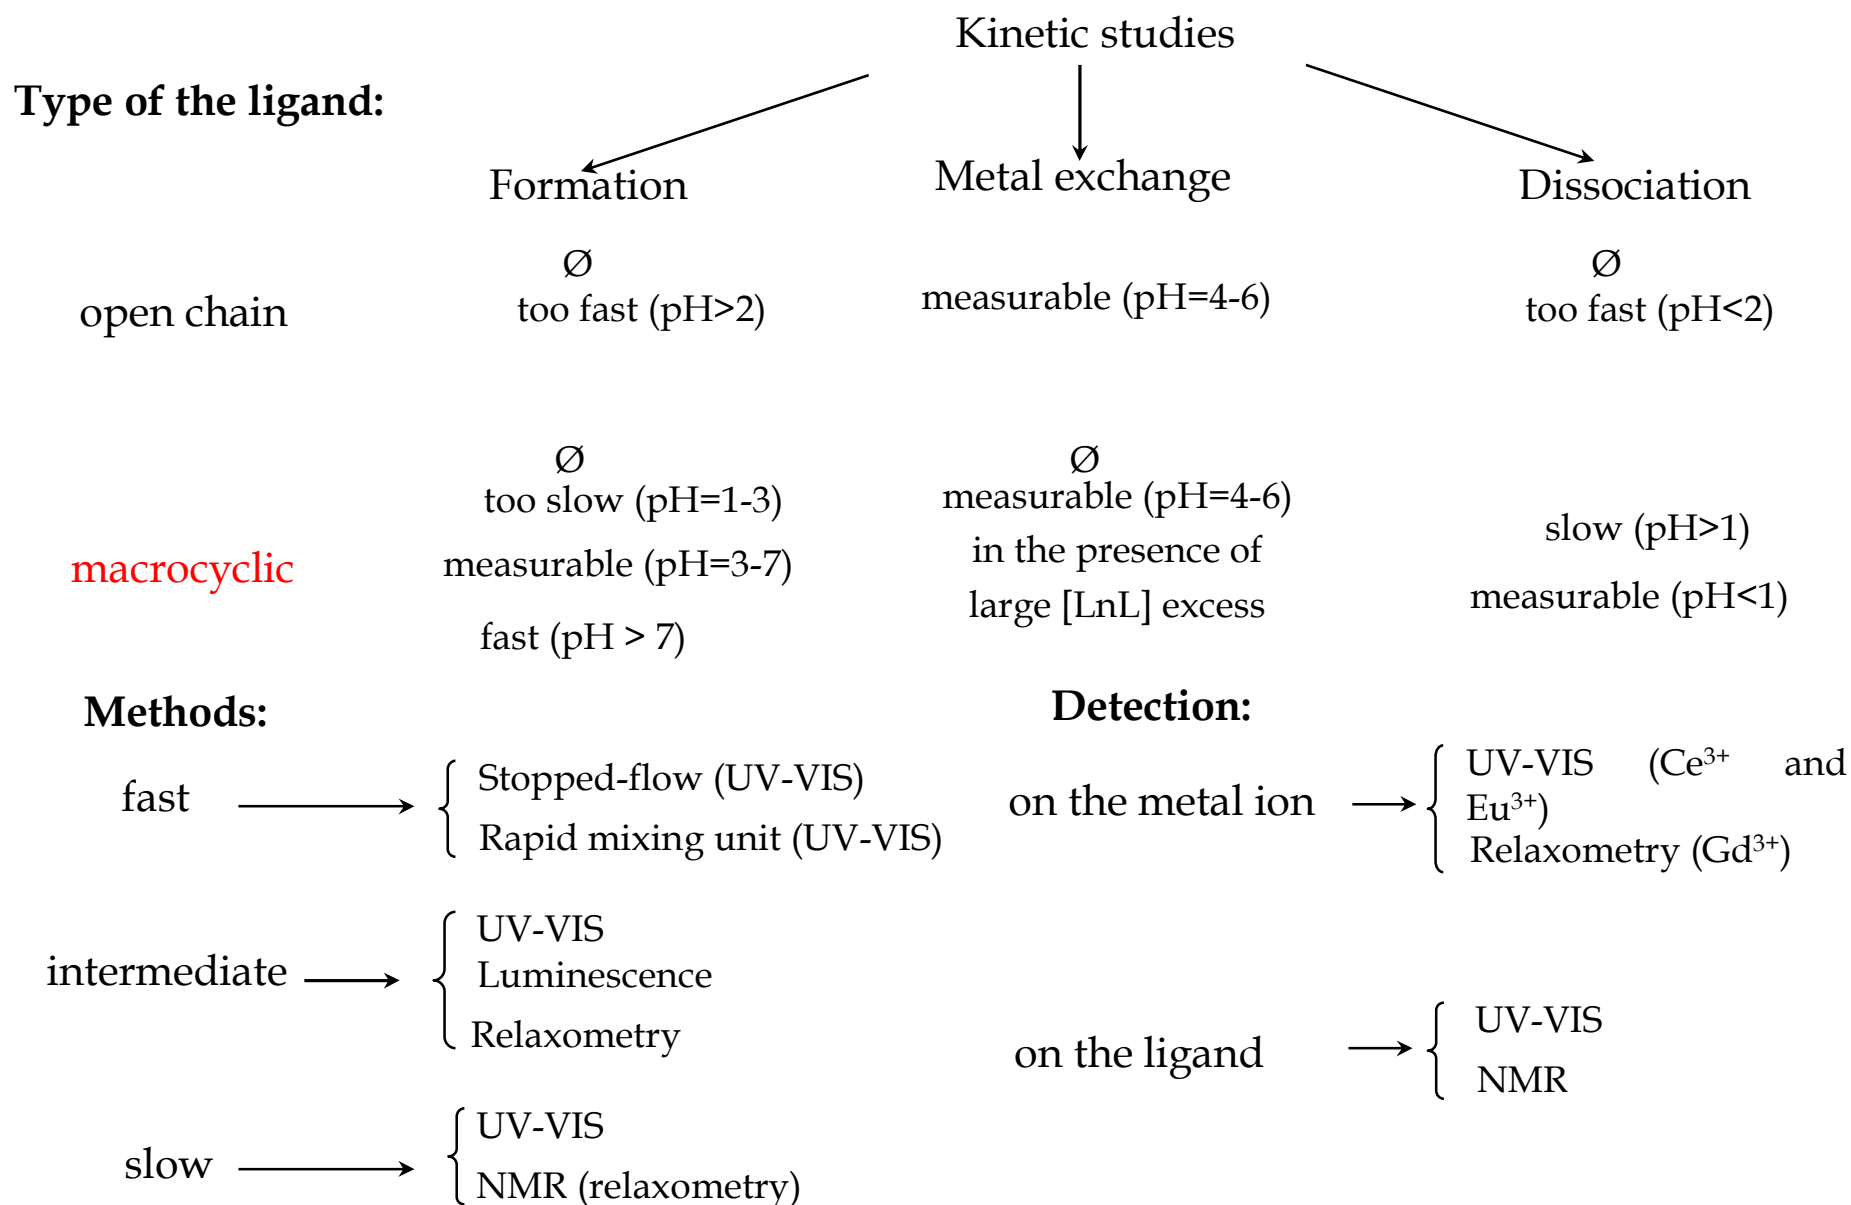 Kinetic studies
Type of the ligand:
Formation
Metal exchange
Dissociation
open chain
Ø
too fast (pH>2)
measurable (pH=4-6)
Ø
too fast (pH<2)
macrocyclic
Ø
too slow (pH=1-3)
measurable (pH=3-7)
fast (pH > 7)
Ø
measurable (pH=4-6)
in the presence of
large [LnL] excess
slow (pH>1)
measurable (pH<1)
Methods:
fast
Stopped-flow (UV-VIS)
Rapid mixing unit (UV-VIS)
intermediate
UV-VIS
Luminescence
Relaxometry
slow
UV-VIS
NMR (relaxometry)
Detection:
on the metal ion
UV-VIS (Ce³⁺ and
Eu³⁺)
Relaxometry (Gd³⁺)
on the ligand
UV-VIS
NMR